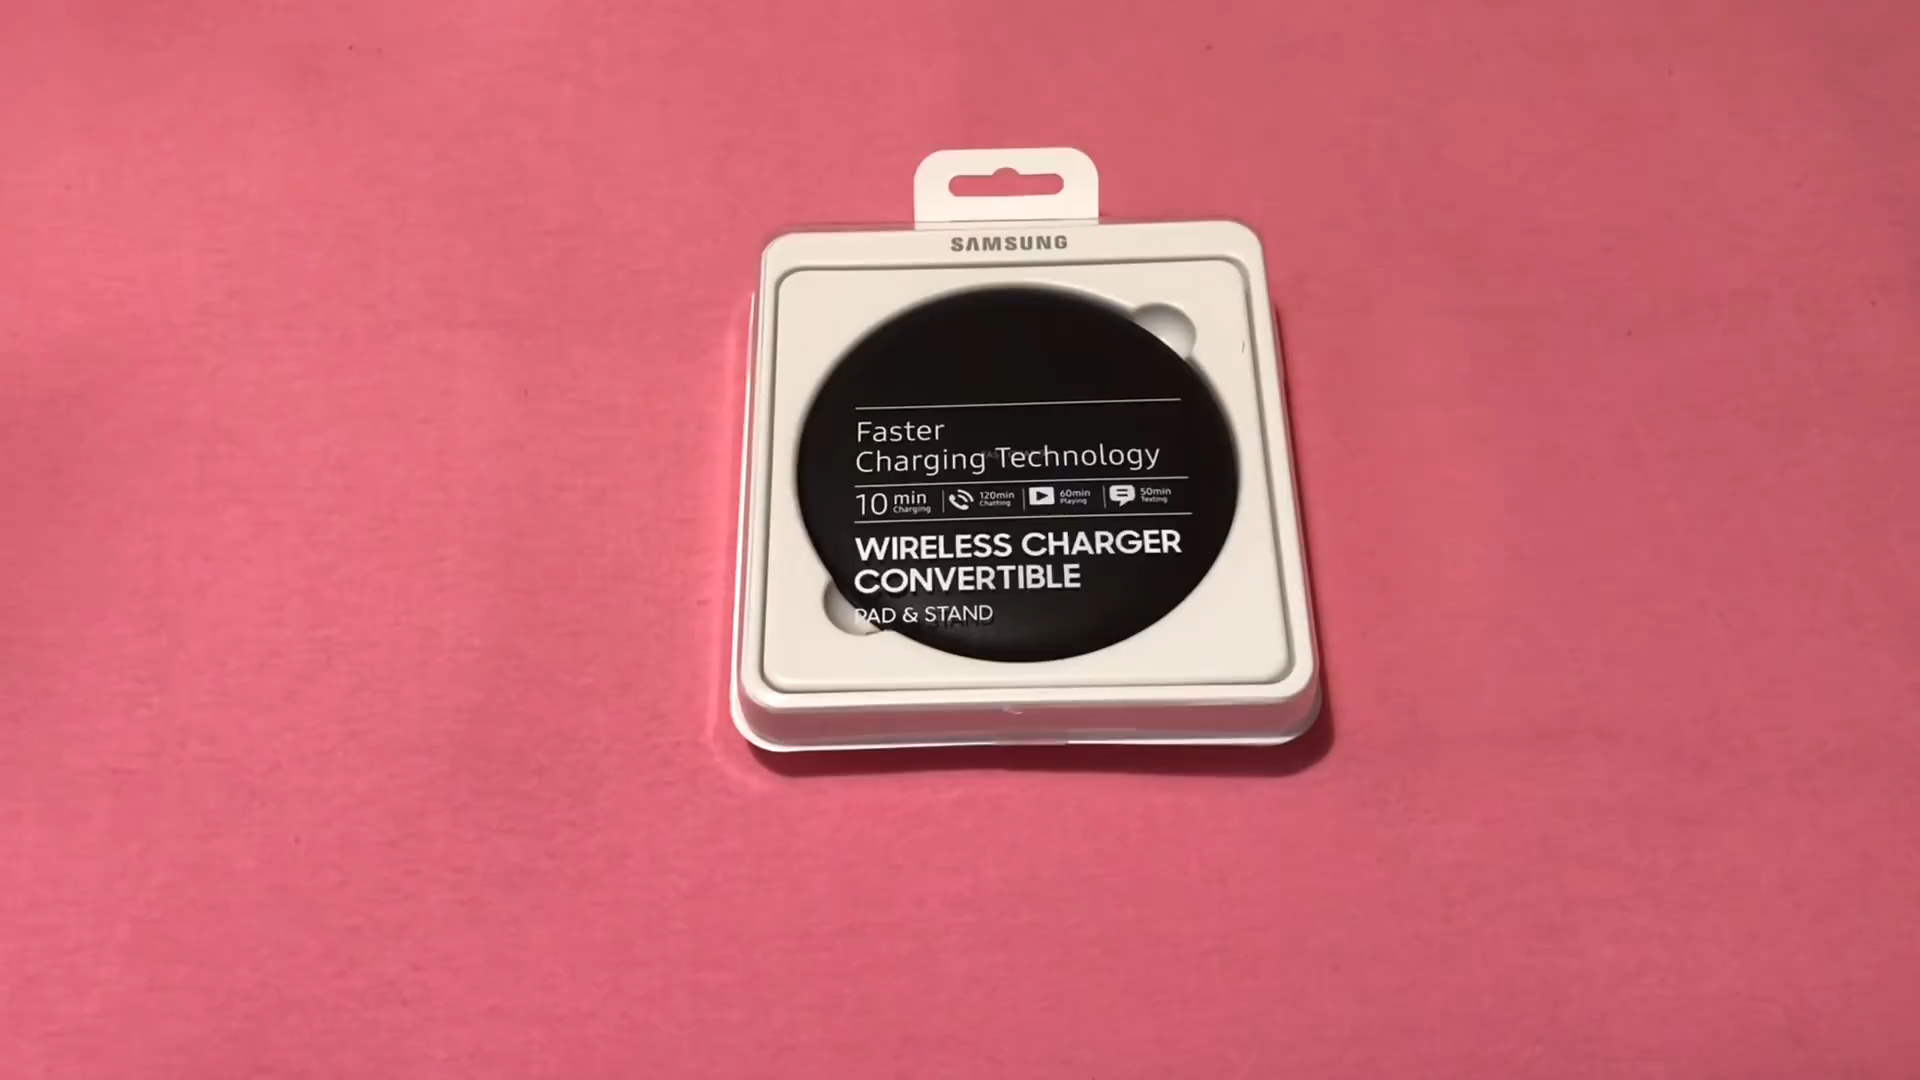 SAMSUNG
Faster
Charging Technology
10 min Charging 120min Chatting 60min Playing 50min Texting
WIRELESS CHARGER
CONVERTIBLE
PAD & STAND